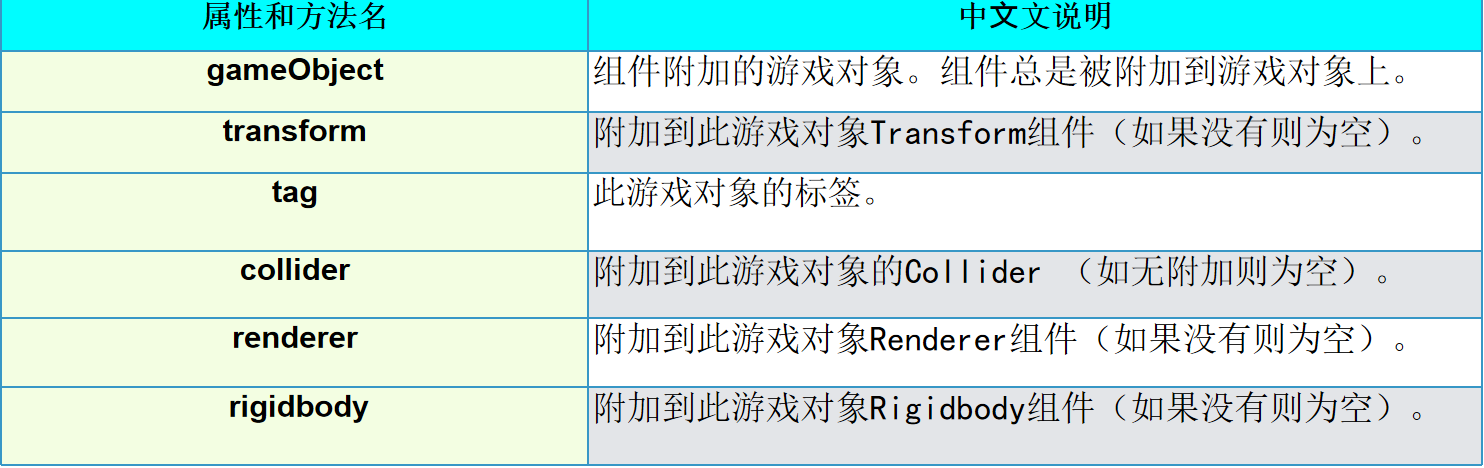 属性和方法名 中文文说明
gameObject 组件附加的游戏对象。组件总是被附加到游戏对象上。
transform 附加到此游戏对象Transform组件（如果没有则为空）。
tag 此游戏对象的标签。
collider 附加到此游戏对象的Collider （如无附加则为空）。
renderer 附加到此游戏对象Renderer组件（如果没有则为空）。
rigidbody 附加到此游戏对象Rigidbody组件（如果没有则为空）。